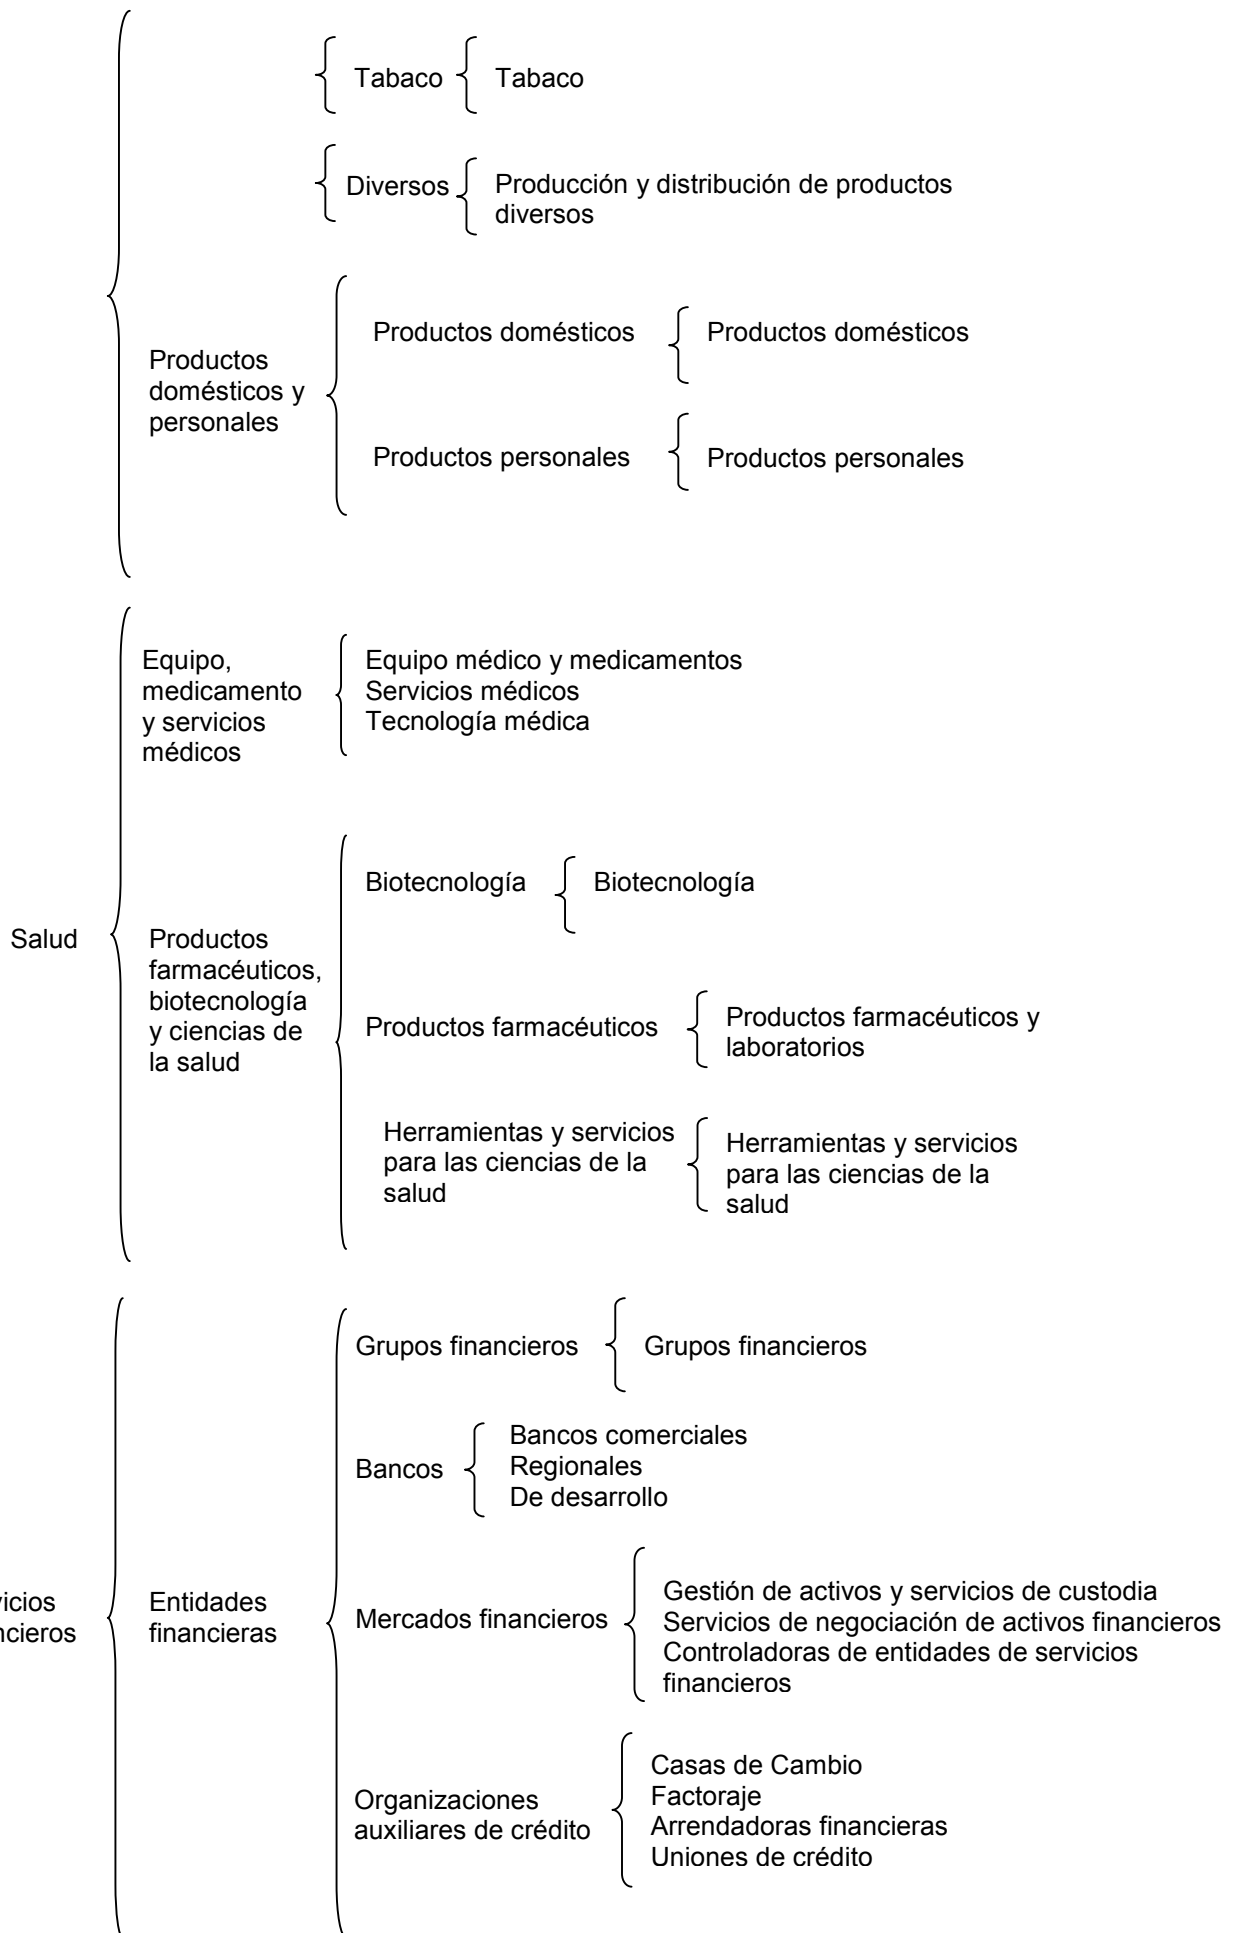 Tabaco
Tabaco
Diversos
Producción y distribución de productos
diversos
Productos
domésticos y
personales
Productos domésticos
Productos domésticos
Productos personales
Productos personales
Salud
Equipo,
medicamento
y servicios
médicos
Equipo médico y medicamentos
Servicios médicos
Tecnología médica
Productos
farmacéuticos,
biotecnología
y ciencias de
la salud
Biotecnología
Biotecnología
Productos farmacéuticos
Productos farmacéuticos y
laboratorios
Herramientas y servicios
para las ciencias de la
salud
Herramientas y servicios
para las ciencias de la
salud
vicios
ncieros
Entidades
financieras
Grupos financieros
Grupos financieros
Bancos
Bancos comerciales
Regionales
De desarrollo
Mercados financieros
Gestión de activos y servicios de custodia
Servicios de negociación de activos financieros
Controladoras de entidades de servicios
financieros
Organizaciones
auxiliares de crédito
Casas de Cambio
Factoraje
Arrendadoras financieras
Uniones de crédito